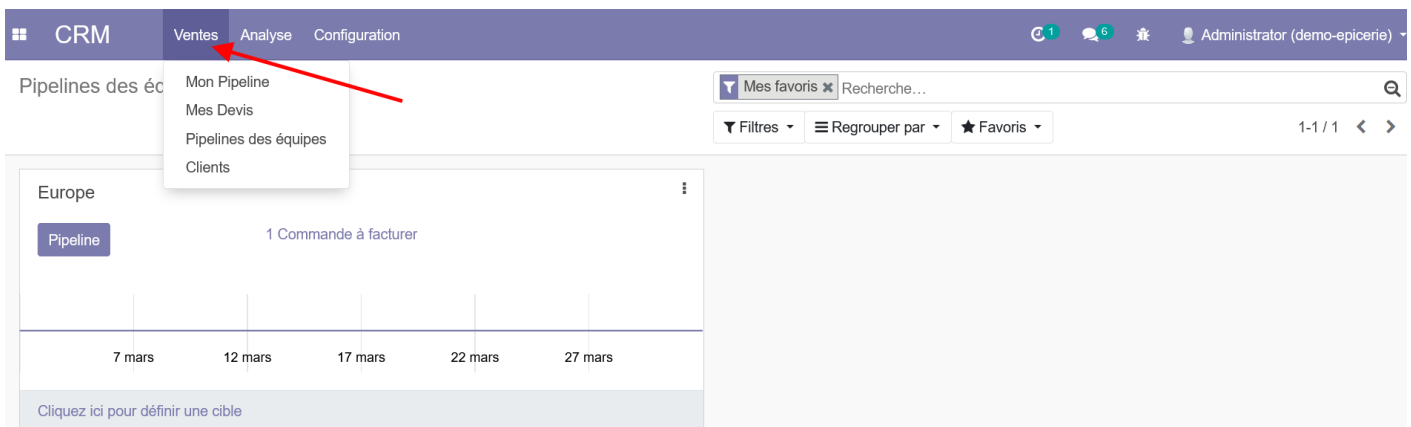 CRM Ventes Analyse Configuration 1 6 Administrator (demo-epicerie)
Pipelines des éq
Mon Pipeline
Mes Devis
Pipelines des équipes
Clients
Mes favoris Recherche...
Filtres Regrouper par Favoris 1-1 / 1
Europe
Pipeline 1 Commande à facturer
7 mars 12 mars 17 mars 22 mars 27 mars
Cliquez ici pour définir une cible